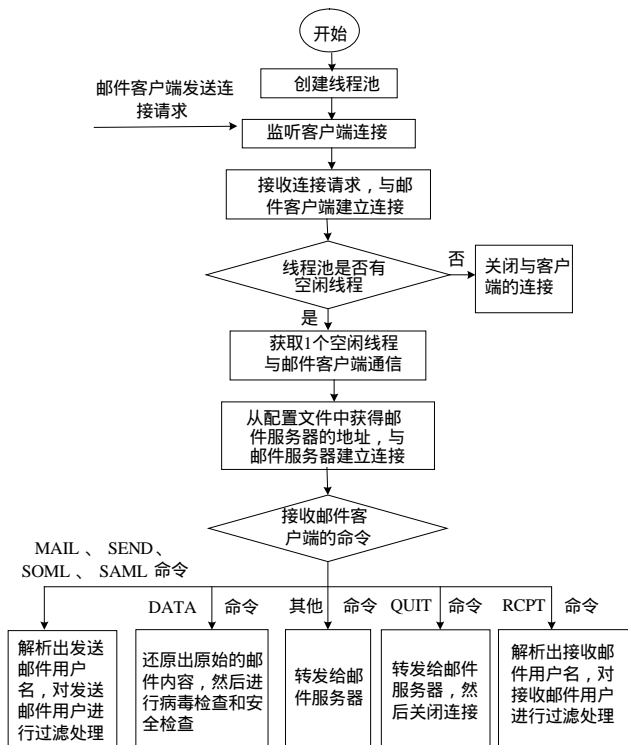 开始
创建线程池
邮件客户端发送连
接请求
监听客户端连接
接收连接请求，与邮
件客户端建立连接
线程池是否有
空闲线程
否
关闭与客户
端的连接
是
获取1个空闲线程
与邮件客户端通信
从配置文件中获得邮
件服务器的地址，与
邮件服务器建立连接
接收邮件客
户端的命令
MAIL 、 SEND、
SOML 、 SAML 命令
DATA 命令
其他 命令
QUIT 命令
RCPT 命令
解析出发送
邮件用户
名，对发送
邮件用户进
行过滤处理
还原出原始的邮
件内容，然后进
行病毒检查和安
全检查
转发给邮
件服务器
转发给邮件
服务器，然
后关闭连接
解析出接收邮
件用户名，对
接收邮件用户
进行过滤处理